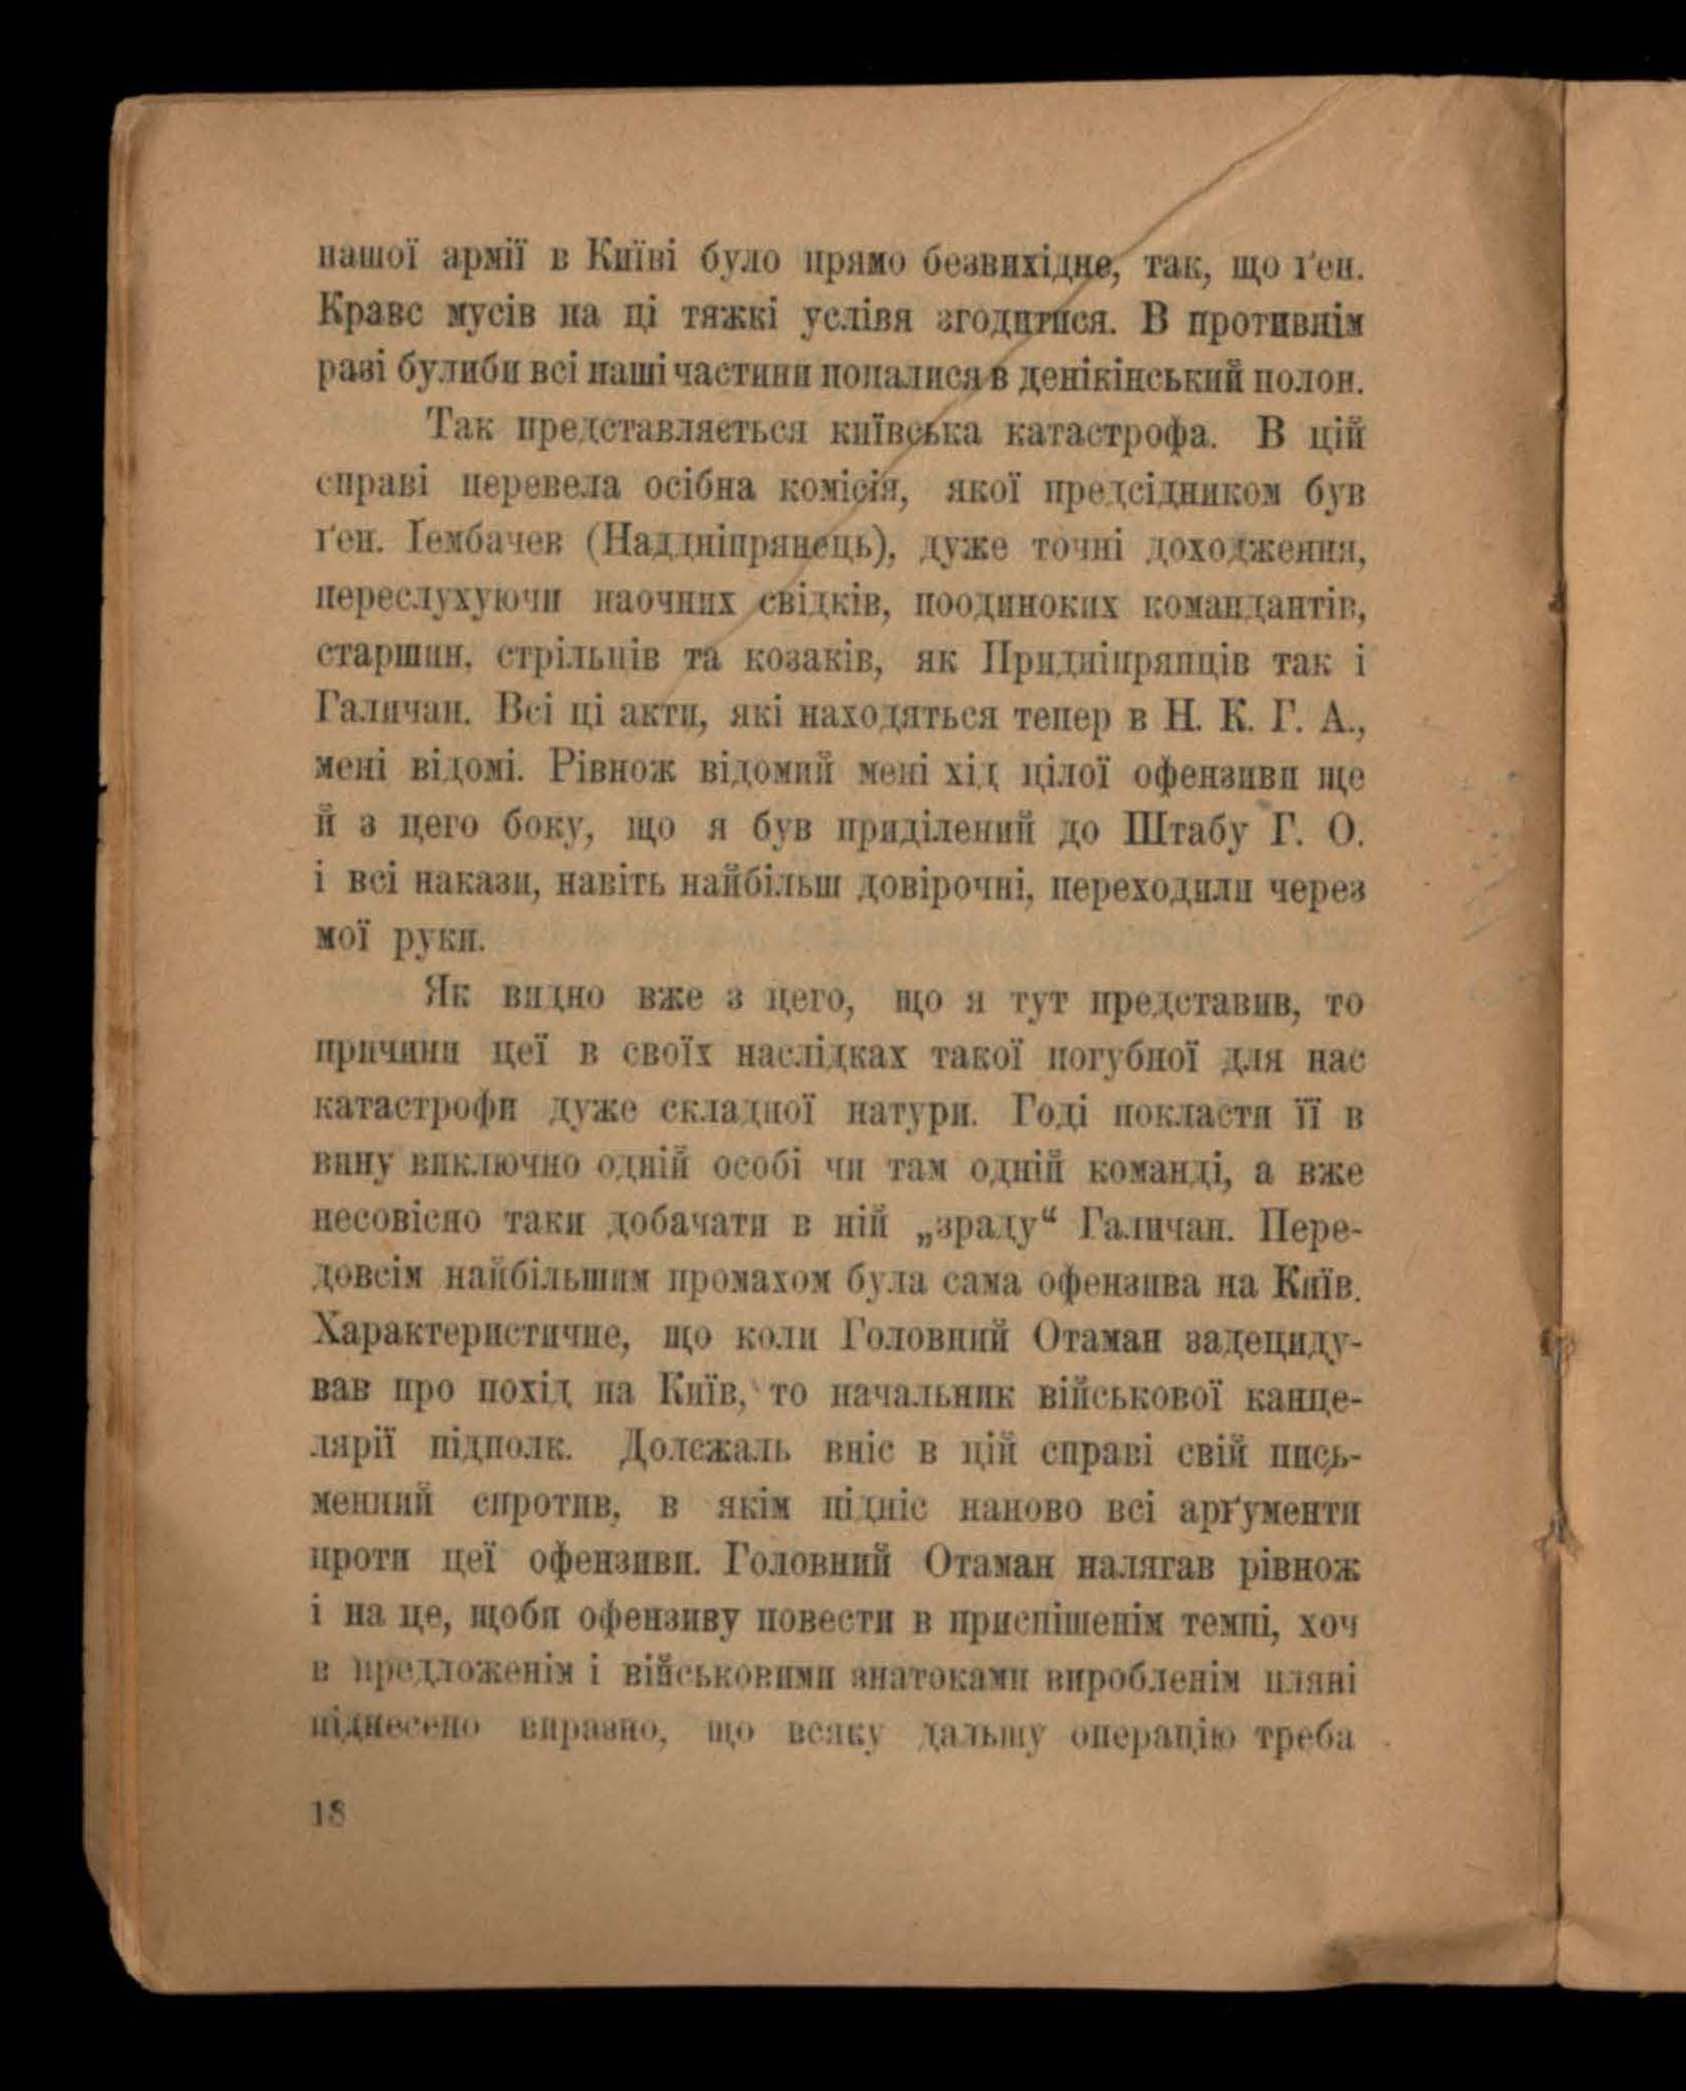 нашої армії в Київі було прямо безвихідне, так, що ґен.
Кравс мусів на ці тяжкі услівя згодитися. В противнім
разі булиби всі наші частини попалися в денікінський полон.
Так представляється київська катастрофа. В цій
справі перевела осібна комісія, якої предсідником був
ґен. Ґембачев (Наддніпрянець), дуже точні доходження,
переслухуючи наочних свідків, поодиноких командантів,
старшин, стрільців та козаків, як Придніпрянців так і
Галичан. Всі ці акти, які находяться тепер в Н. К. Г. А.,
мені відомі. Рівнож відомий мені хід цілої офензиви ще
й з цего боку, що я був приділений до Штабу Г. О.
і всі накази, навіть найбільш довірочні, переходили через
мої руки.
Як видно вже з цего, що я тут представив, то
причини цеї в своїх наслідках такої погубної для нас
катастрофи дуже складної натури. Годі покласти її в
вину виключно одній особі чи там одній команді, а вже
несовісно таки добачати в ній „зраду“ Галичан. Пере-
довсім найбільшим промахом була сама офензива на Київ.
Характеристичне, що коли Головний Отаман задециду-
вав про похід на Київ, то начальник військової канце-
лярії підполк. Долєжаль вніс в цій справі свій пись-
менний спротив, в якім підніс наново всі арґументи
проти цеї офензиви. Головний Отаман налягав рівнож
і на це, щоби офензиву повести в приспішенім темпі, хоч
в предложенім і військовими знатоками виробленім пляні
піднесено виразно, що всяку дальшу операцію треба
18